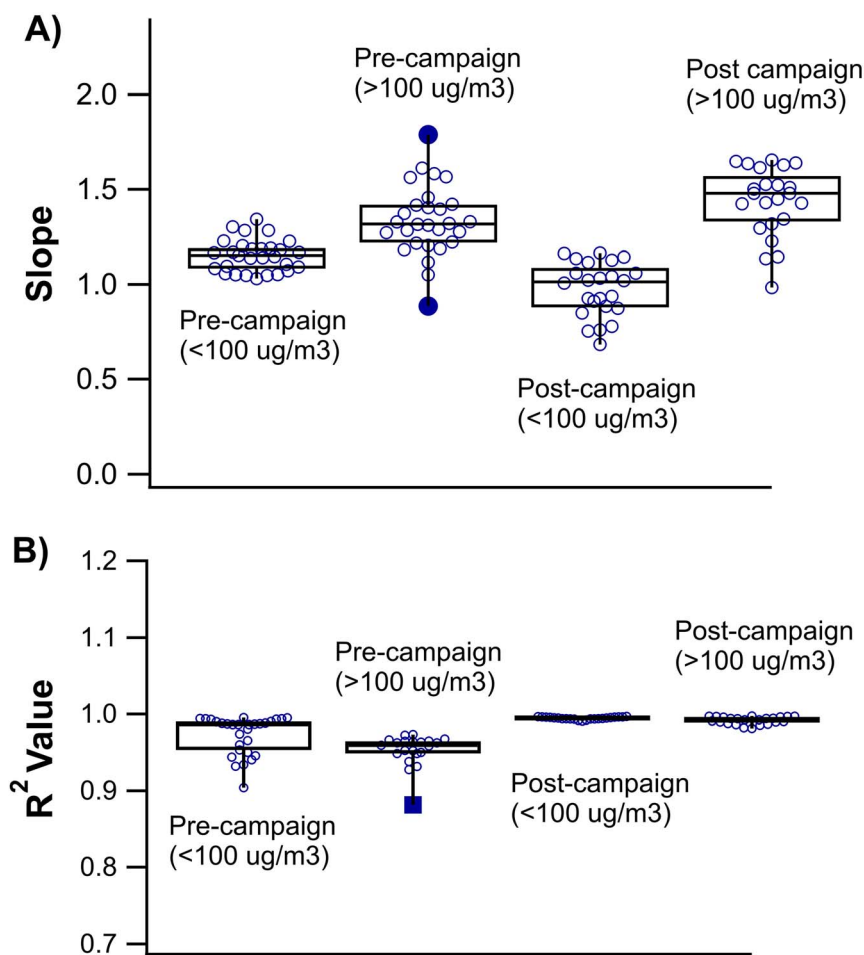 A)
Pre-campaign
(>100 ug/m3)
Post campaign
(>100 ug/m3)
2.0
1.5
1.0
0.5
0.0
Slope
Pre-campaign
(<100 ug/m3)
Post-campaign
(<100 ug/m3)
B)
1.2
1.1
1.0
0.9
0.8
0.7
R² Value
Pre-campaign
(>100 ug/m3)
Post-campaign
(>100 ug/m3)
Pre-campaign
(<100 ug/m3)
Post-campaign
(<100 ug/m3)